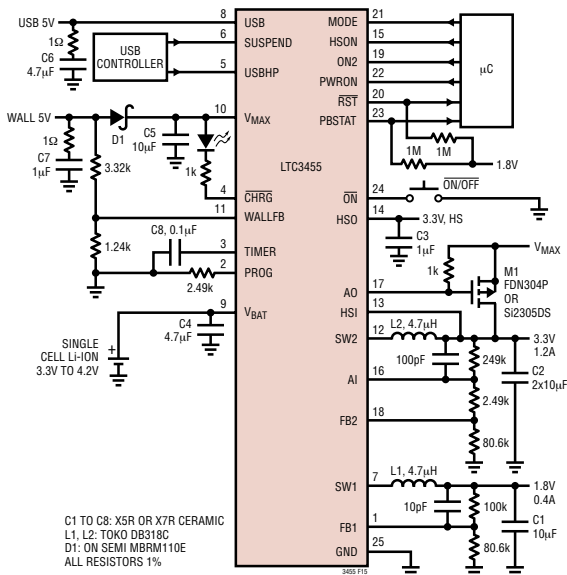 USB 5V
1Ω
C6
4.7µF
USB
CONTROLLER
8
USB
6
SUSPEND
5
USBHP
WALL 5V
1Ω
C7
1µF
3.32k
D1
C5
10µF
1k
10
VMAX
4
CHRG
11
WALLFB
1.24k
C8, 0.1µF
3
TIMER
2
PROG
2.49k
9
VBAT
C4
4.7µF
SINGLE
CELL Li-ION
3.3V TO 4.2V
+
LTC3455
MODE
21
HSON
15
ON2
19
PWRON
22
RST
20
PBSTAT
23
µC
1M
1M
1.8V
ON
24
ON/OFF
HSO
14
3.3V, HS
C3
1µF
1k
VMAX
M1
FDN304P
OR
Si2305DS
AO
17
HSI
13
SW2
12
L2, 4.7µH
3.3V
1.2A
100pF
249k
C2
2x10µF
AI
16
2.49k
FB2
18
80.6k
SW1
7
L1, 4.7µH
1.8V
0.4A
10pF
100k
C1
10µF
FB1
1
80.6k
GND
25
C1 TO C8: X5R OR X7R CERAMIC
L1, L2: TOKO DB318C
D1: ON SEMI MBRM110E
ALL RESISTORS 1%
3455 F15